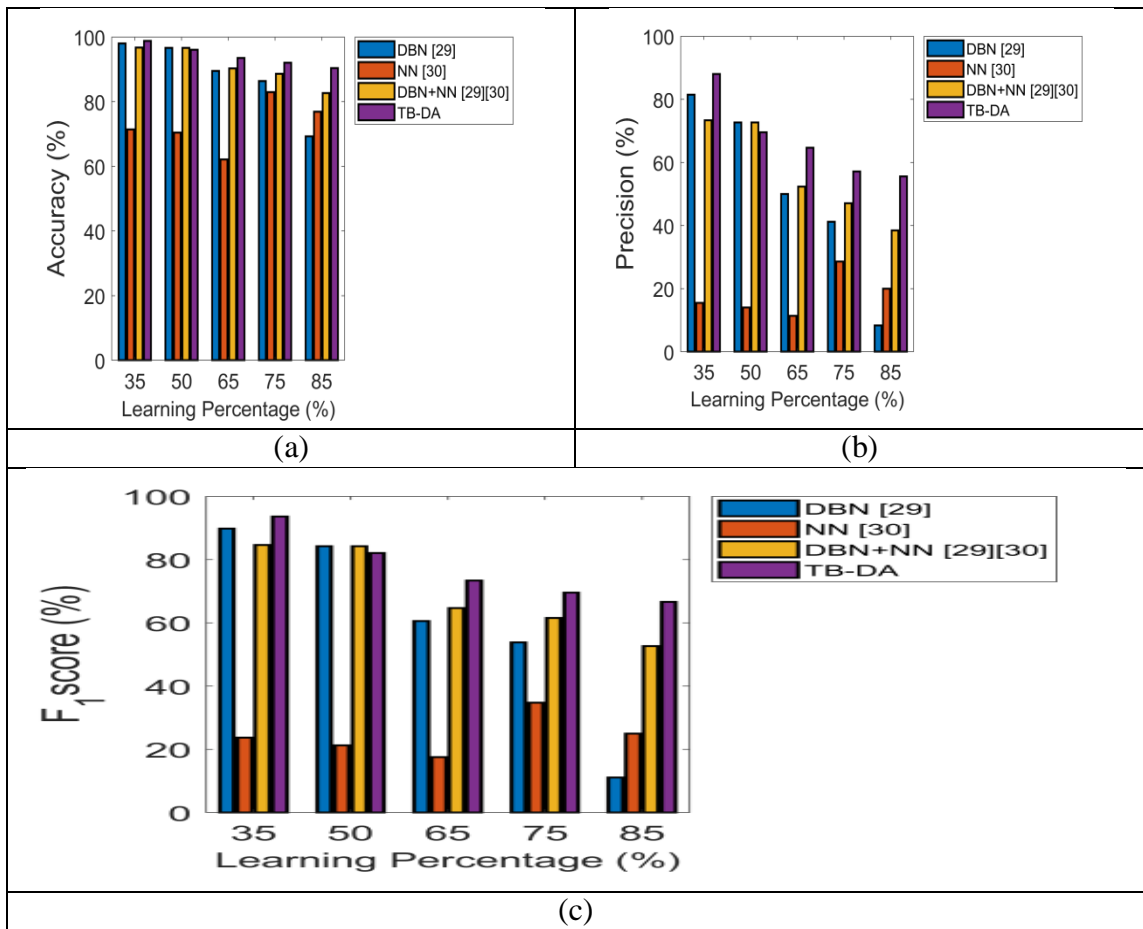 100
80
60
40
20
0
Accuracy (%)
35 50 65 75 85
Learning Percentage (%)
DBN [29]
NN [30]
DBN+NN [29][30]
TB-DA
(a)
100
80
60
40
20
0
Precision (%)
35 50 65 75 85
Learning Percentage (%)
DBN [29]
NN [30]
DBN+NN [29][30]
TB-DA
(b)
100
80
60
40
20
0
F1 score (%)
35 50 65 75 85
Learning Percentage (%)
DBN [29]
NN [30]
DBN+NN [29][30]
TB-DA
(c)